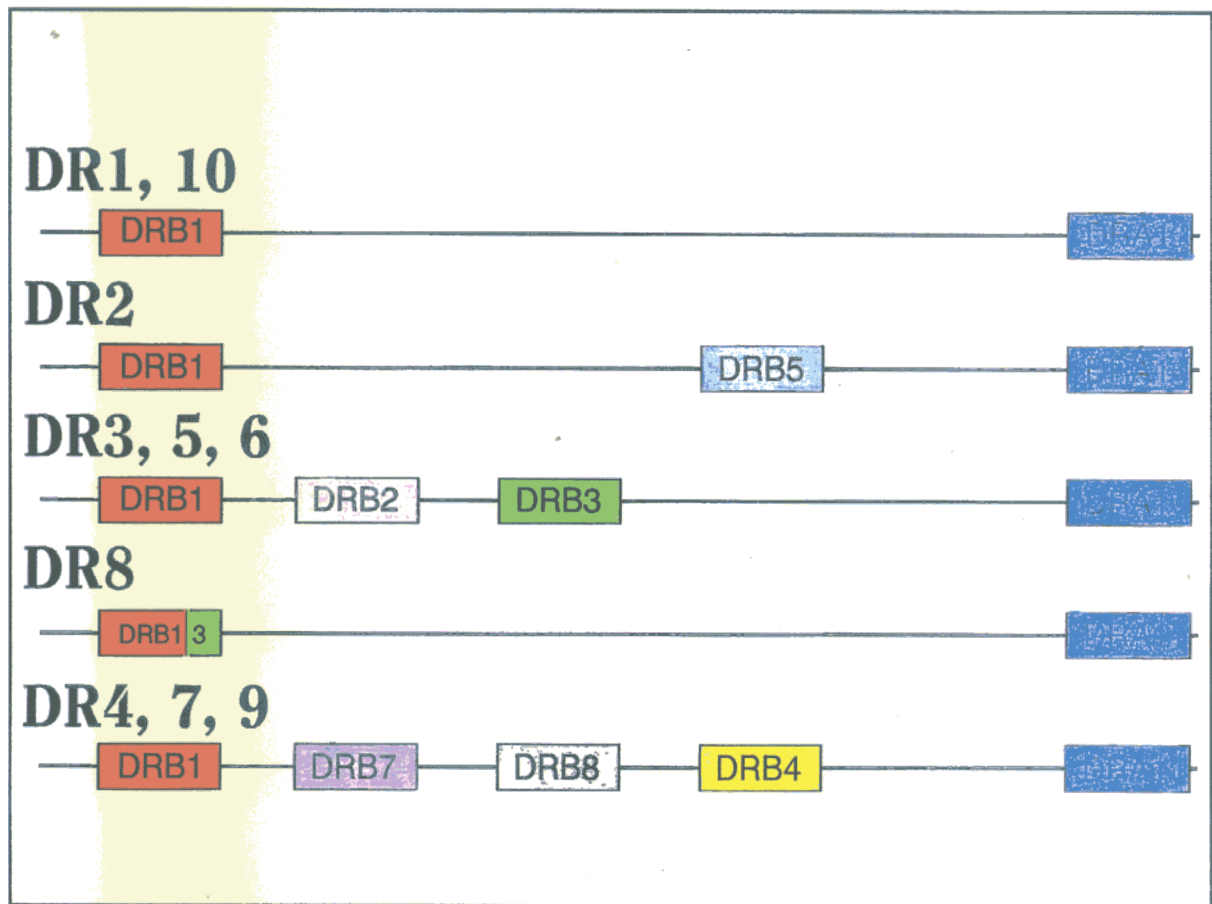 DR1, 10
DRB1
DR2
DRB1 DRB5
DR3, 5, 6
DRB1 DRB2 DRB3
DR8
DRB1 3
DR4, 7, 9
DRB1 DRB7 DRB8 DRB4